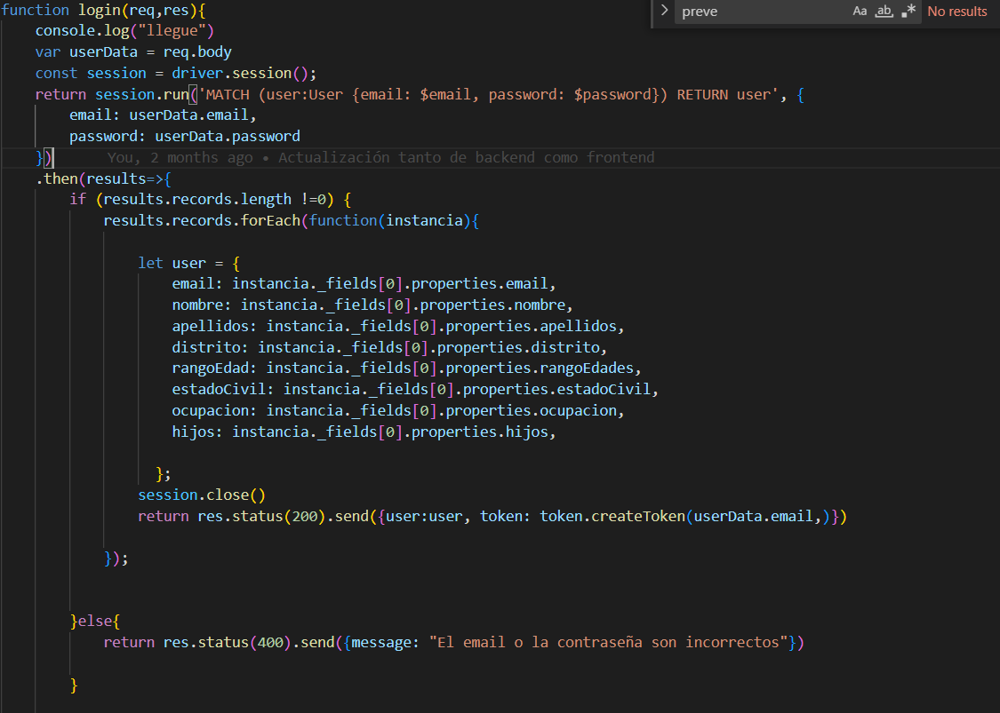 function login(req,res){
preve
Aa ab .*
No results
console.log("llegue")
var userData = req.body
const session = driver.session();
return session.run('MATCH (user:User {email: $email, password: $password}) RETURN user', {
email: userData.email,
password: userData.password
})
You, 2 months ago • Actualización tanto de backend como frontend
.then(results=>{
if (results.records.length !=0) {
results.records.forEach(function(instancia){
let user = {
email: instancia._fields[0].properties.email,
nombre: instancia._fields[0].properties.nombre,
apellidos: instancia._fields[0].properties.apellidos,
distrito: instancia._fields[0].properties.distrito,
rangoEdad: instancia._fields[0].properties.rangoEdades,
estadoCivil: instancia._fields[0].properties.estadoCivil,
ocupacion: instancia._fields[0].properties.ocupacion,
hijos: instancia._fields[0].properties.hijos,
};
session.close()
return res.status(200).send({user:user, token: token.createToken(userData.email,)})
});
}else{
return res.status(400).send({message: "El email o la contraseña son incorrectos"})
}